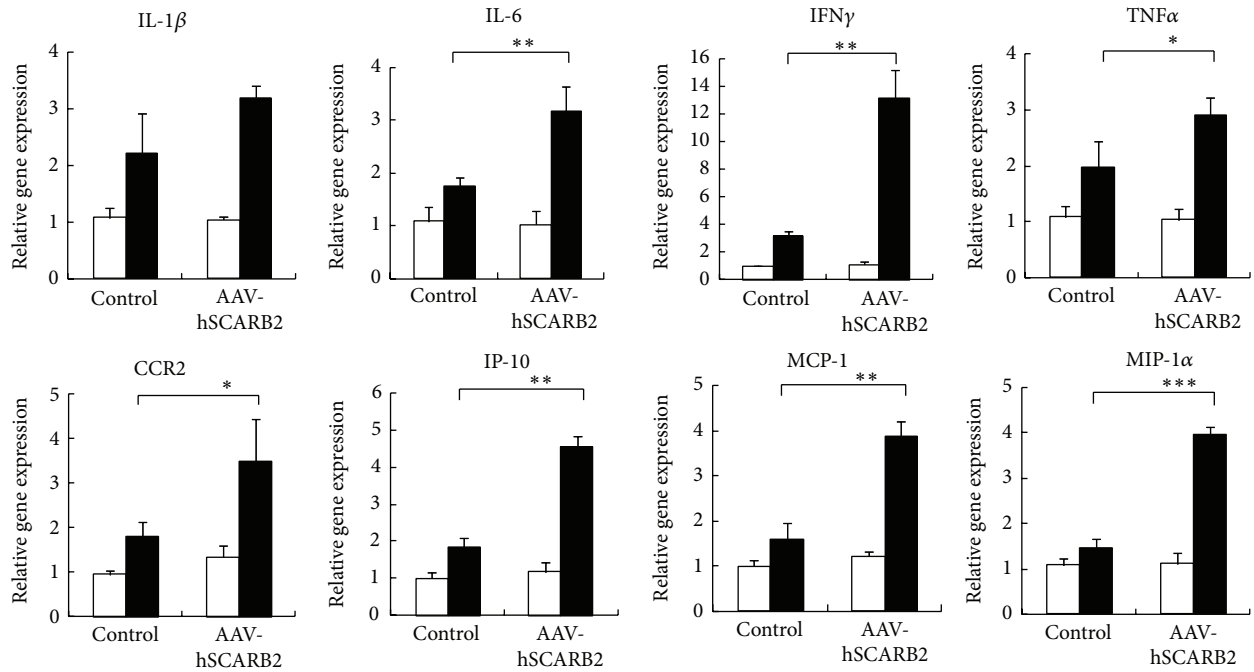 IL-1β
Relative gene expression
4
3
2
1
0
Control
AAV-
hSCARB2
IL-6
**
Relative gene expression
4
3
2
1
0
Control
AAV-
hSCARB2
IFNγ
**
Relative gene expression
16
14
12
10
8
6
4
2
0
Control
AAV-
hSCARB2
TNFα
*
Relative gene expression
4
3
2
1
0
Control
AAV-
hSCARB2
CCR2
*
Relative gene expression
5
4
3
2
1
0
Control
AAV-
hSCARB2
IP-10
**
Relative gene expression
6
5
4
3
2
1
0
Control
AAV-
hSCARB2
MCP-1
**
Relative gene expression
5
4
3
2
1
0
Control
AAV-
hSCARB2
MIP-1α
***
Relative gene expression
5
4
3
2
1
0
Control
AAV-
hSCARB2